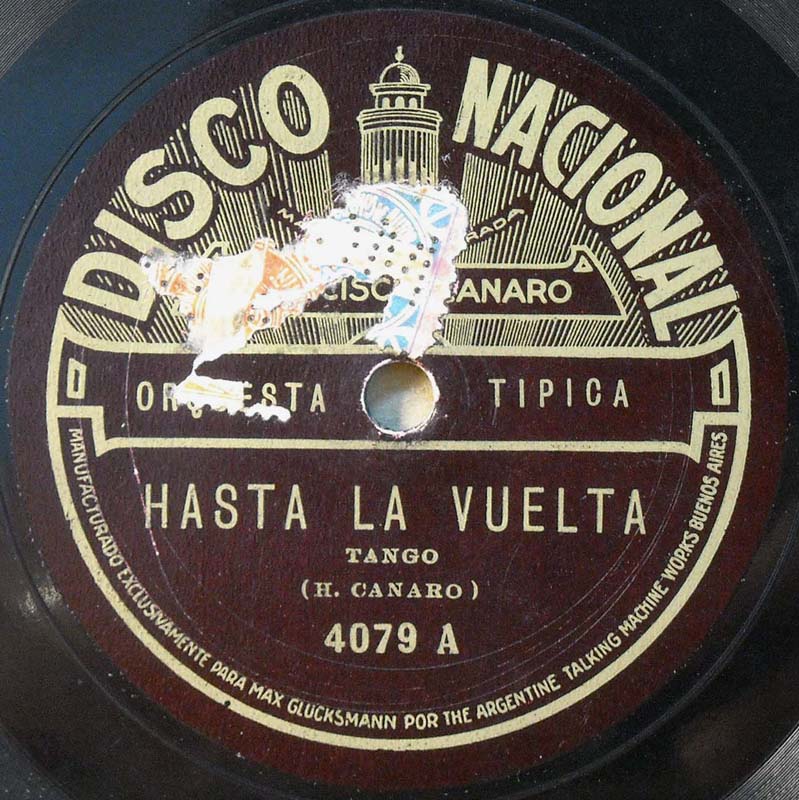 DISCO NACIONAL
CANARO
ORQUESTA TIPICA
HASTA LA VUELTA
TANGO
(H. CANARO)
4079 A
MANUFACTURADO EXCLUSIVAMENTE PARA MAX GLUCKSMANN POR THE ARGENTINE TALKING MACHINE WORKS BUENOS AIRES